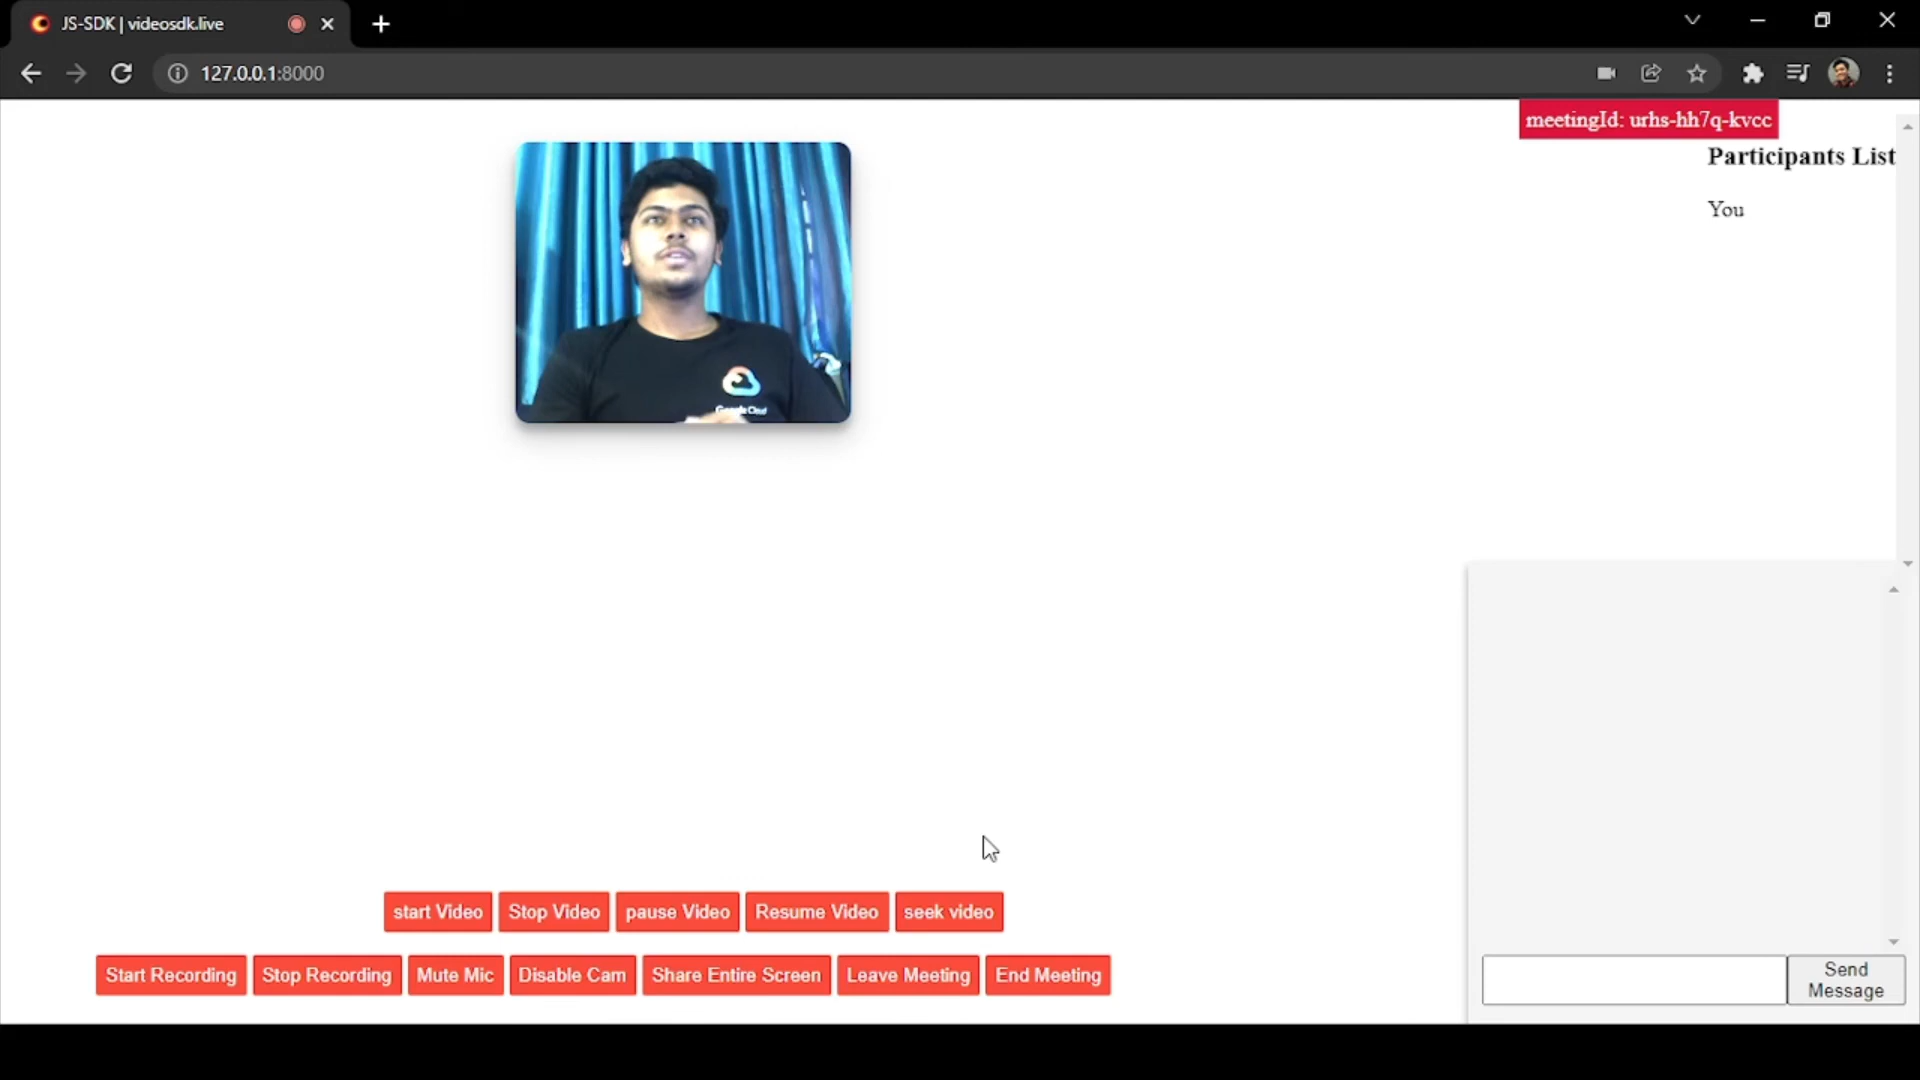 JS-SDK | videosdk.live
127.0.0.1:8000
meetingId: urhs-hh7q-kvcc
Participants List
You
Google Cloud
start Video Stop Video pause Video Resume Video seek video
Start Recording Stop Recording Mute Mic Disable Cam Share Entire Screen Leave Meeting End Meeting
Send
Message